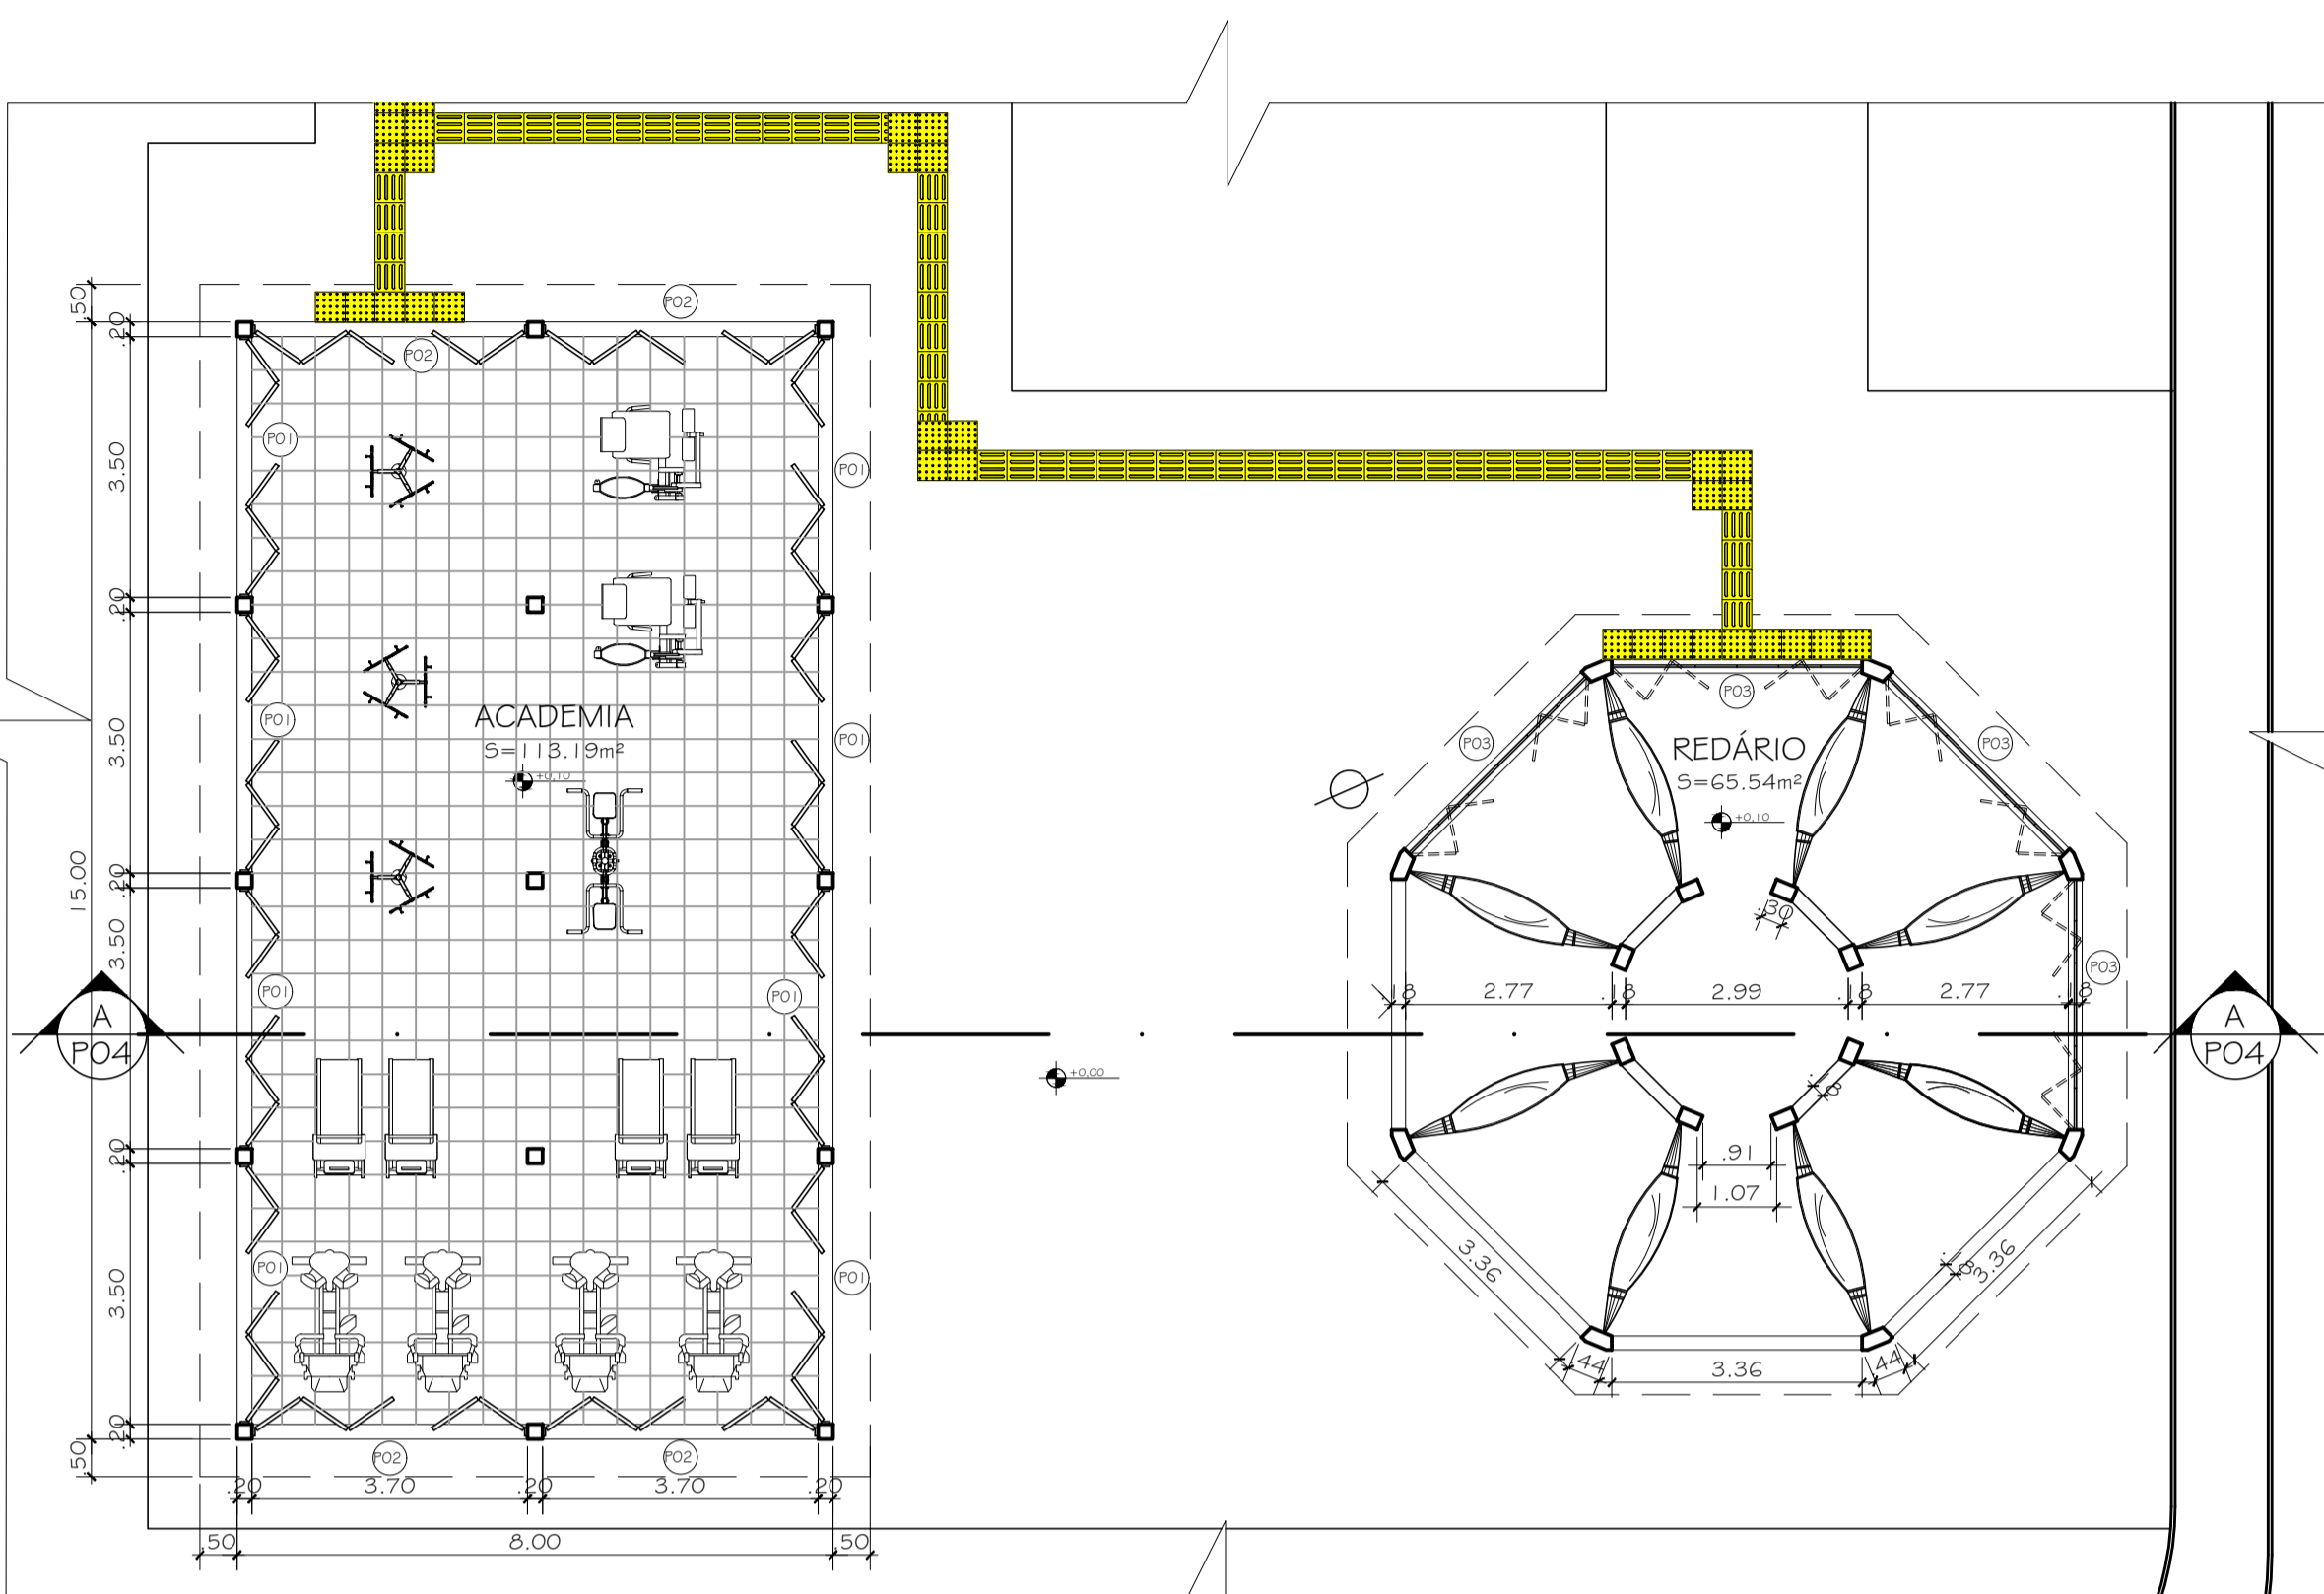 P02
.50
.20
P02
P01
P01
3.50
.20
ACADEMIA
S=113.19m²
+0,10
P01
P01
3.50
15.00
.20
3.50
P01
P01
A
P04
.20
P01
P01
3.50
.20
.50
P02
P02
.20
3.70
.20
3.70
.20
.50
8.00
.50
+0,00
P03
P03
P03
REDÁRIO
S=65.54m²
+0,10
.30
P03
.18
2.77
.18
2.99
.18
2.77
.18
A
P04
.18
.91
1.07
3.36
.18
3.36
.44
3.36
.44